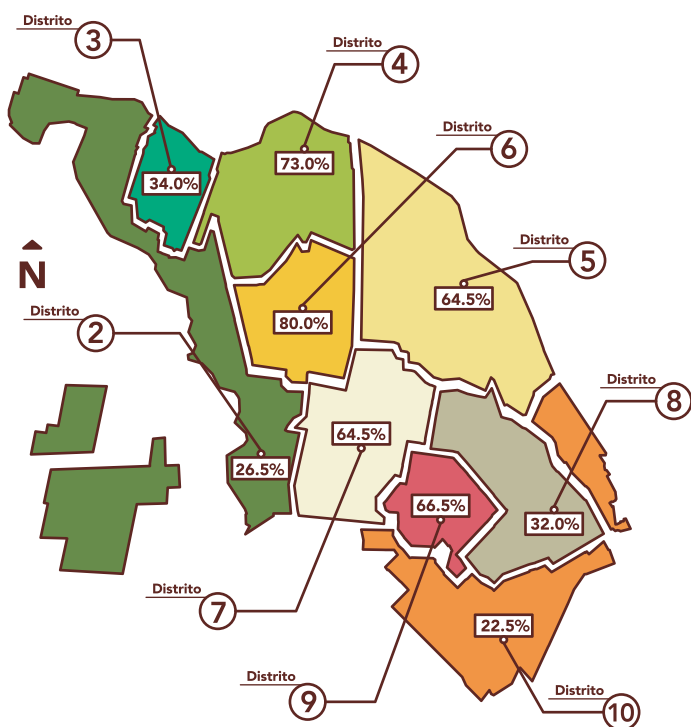 Distrito
3
Distrito
4
Distrito
6
34.0%
73.0%
Distrito
5
N
64.5%
Distrito
2
80.0%
Distrito
8
64.5%
26.5%
66.5%
32.0%
Distrito
7
22.5%
Distrito
9
Distrito
10